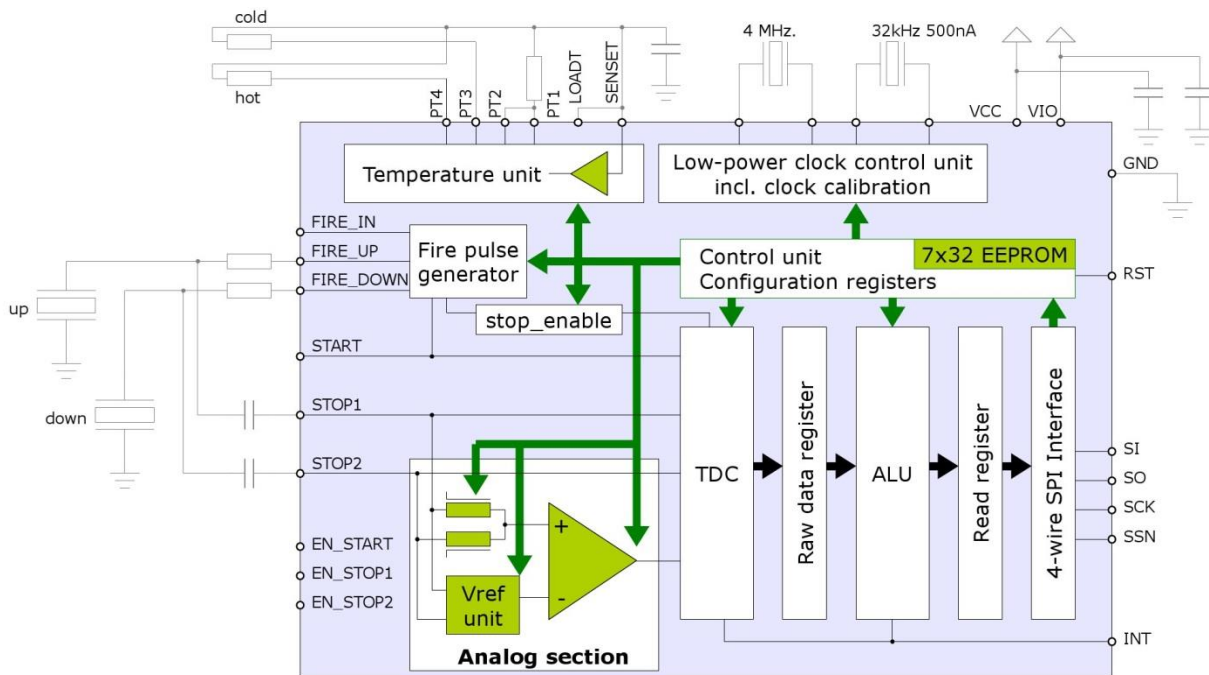 cold
hot
4 MHz.
32kHz 500nA
PT4
PT3
PT2
PT1
LOADT
SENSET
VCC
VIO
GND
Temperature unit
Low-power clock control unit
incl. clock calibration
FIRE_IN
FIRE_UP
FIRE_DOWN
Fire pulse
generator
Control unit
Configuration registers
7x32 EEPROM
RST
up
stop_enable
START
down
STOP1
STOP2
TDC
Raw data register
ALU
Read register
4-wire SPI Interface
SI
SO
SCK
SSN
EN_START
EN_STOP1
EN_STOP2
+
-
Vref
unit
Analog section
INT